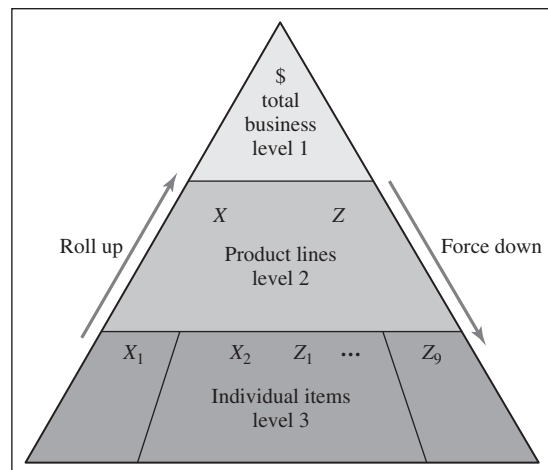 $
total
business
level 1
X Z
Roll up
Force down
Product lines
level 2
X₁ X₂ Z₁ ••• Z₉
Individual items
level 3